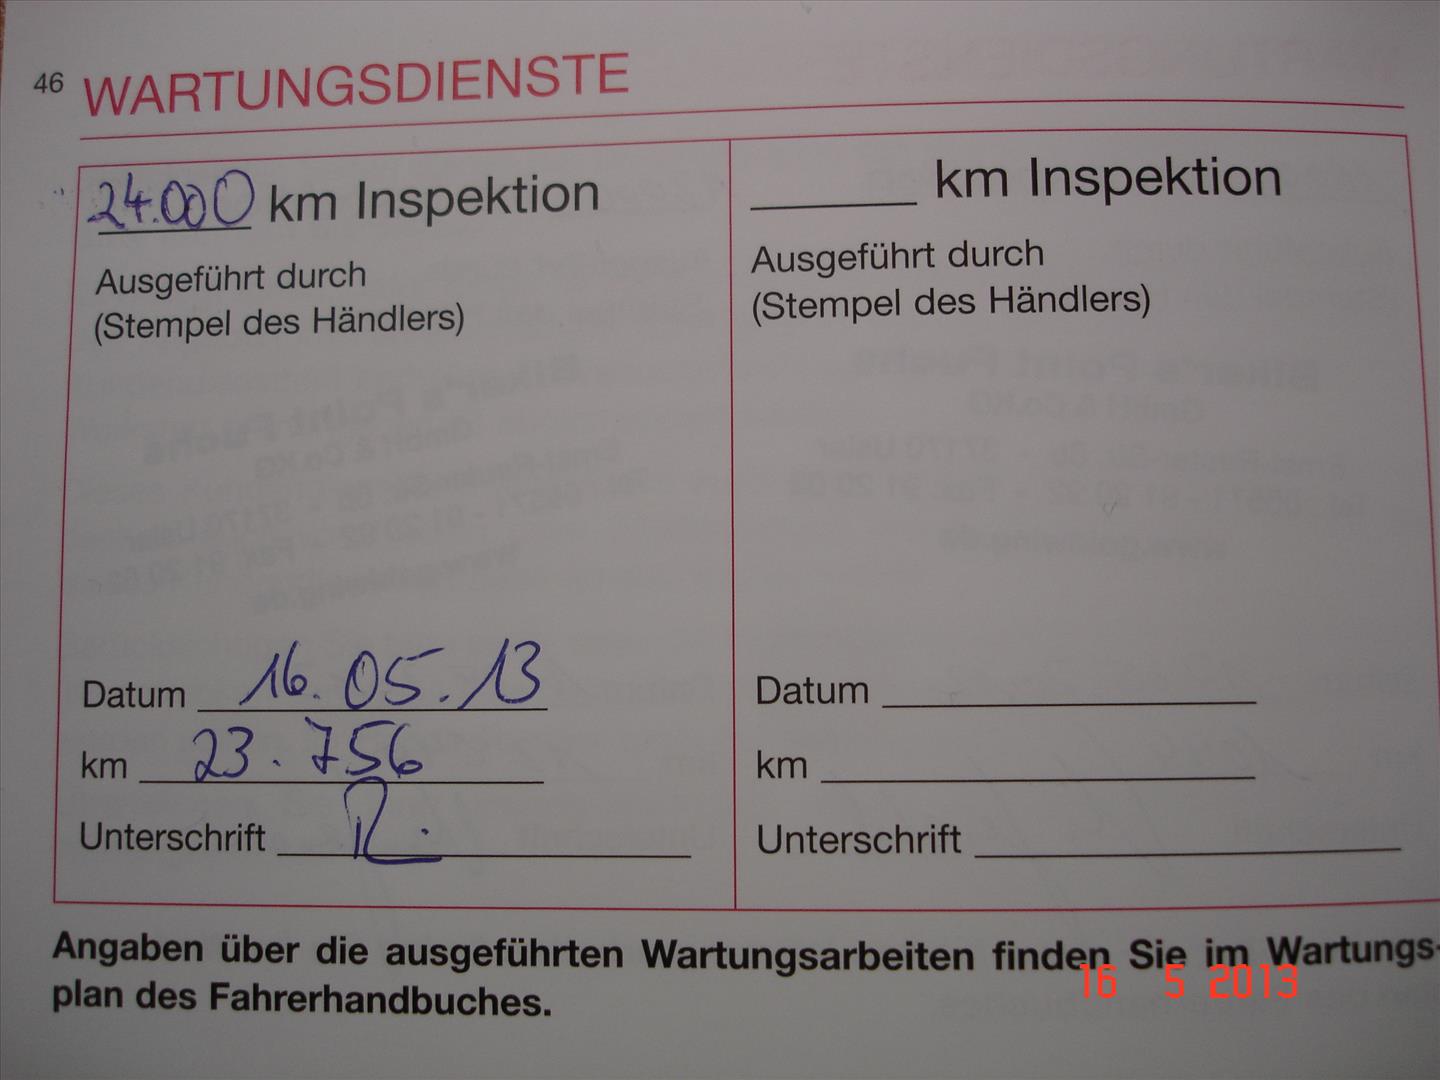 46 WARTUNGSDIENSTE
24.000 km Inspektion
Ausgeführt durch
(Stempel des Händlers)
Datum 16.05.13
km 23.756
Unterschrift R.
km Inspektion
Ausgeführt durch
(Stempel des Händlers)
Datum
km
Unterschrift
Angaben über die ausgeführten Wartungsarbeiten finden Sie im Wartungs-
plan des Fahrerhandbuches.
16 5 2013